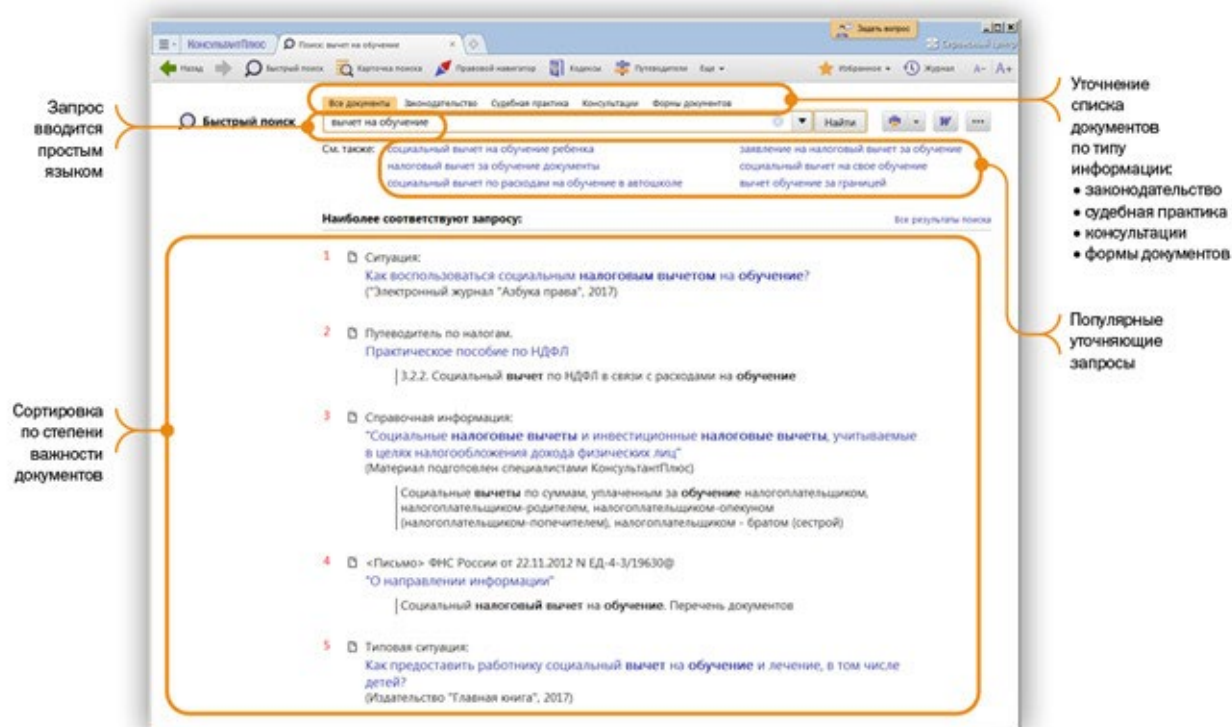 Задать вопрос
КонсультантПлюс
Поиск: вычет на обучение
Назад
Быстрый поиск
Карточка поиска
Правовой навигатор
Кодексы
Путеводители
Еще
Избранное
Журнал
А-
А+
Все документы Законодательство Судебная практика Консультации Формы документов
Быстрый поиск
вычет на обучение
Найти
См. также:
социальный вычет на обучение ребенка
заявление на налоговый вычет за обучение
налоговый вычет за обучение документы
социальный вычет на свое обучение
социальный вычет по расходам на обучение в автошколе
вычет обучение за границей
Наиболее соответствуют запросу:
Все результаты поиска
1 Ситуация:
Как воспользоваться социальным налоговым вычетом на обучение?
("Электронный журнал "Азбука права", 2017)
2 Путеводитель по налогам.
Практическое пособие по НДФЛ
3.2.2. Социальный вычет по НДФЛ в связи с расходами на обучение
3 Справочная информация:
"Социальные налоговые вычеты и инвестиционные налоговые вычеты, учитываемые
в целях налогообложения дохода физических лиц"
(Материал подготовлен специалистами КонсультантПлюс)
Социальные вычеты по суммам, уплаченным за обучение налогоплательщиком,
налогоплательщиком-родителем, налогоплательщиком-опекуном
(налогоплательщиком-попечителем), налогоплательщиком - братом (сестрой)
4 <Письмо> ФНС России от 22.11.2012 N ЕД-4-3/19630@
"О направлении информации"
Социальный налоговый вычет на обучение. Перечень документов
5 Типовая ситуация:
Как предоставить работнику социальный вычет на обучение и лечение, в том числе
детей?
(Издательство "Главная книга", 2017)
Запрос
вводится
простым
языком
Сортировка
по степени
важности
документов
Уточнение
списка
документов
по типу
информации:
• законодательство
• судебная практика
• консультации
• формы документов
Популярные
уточняющие
запросы